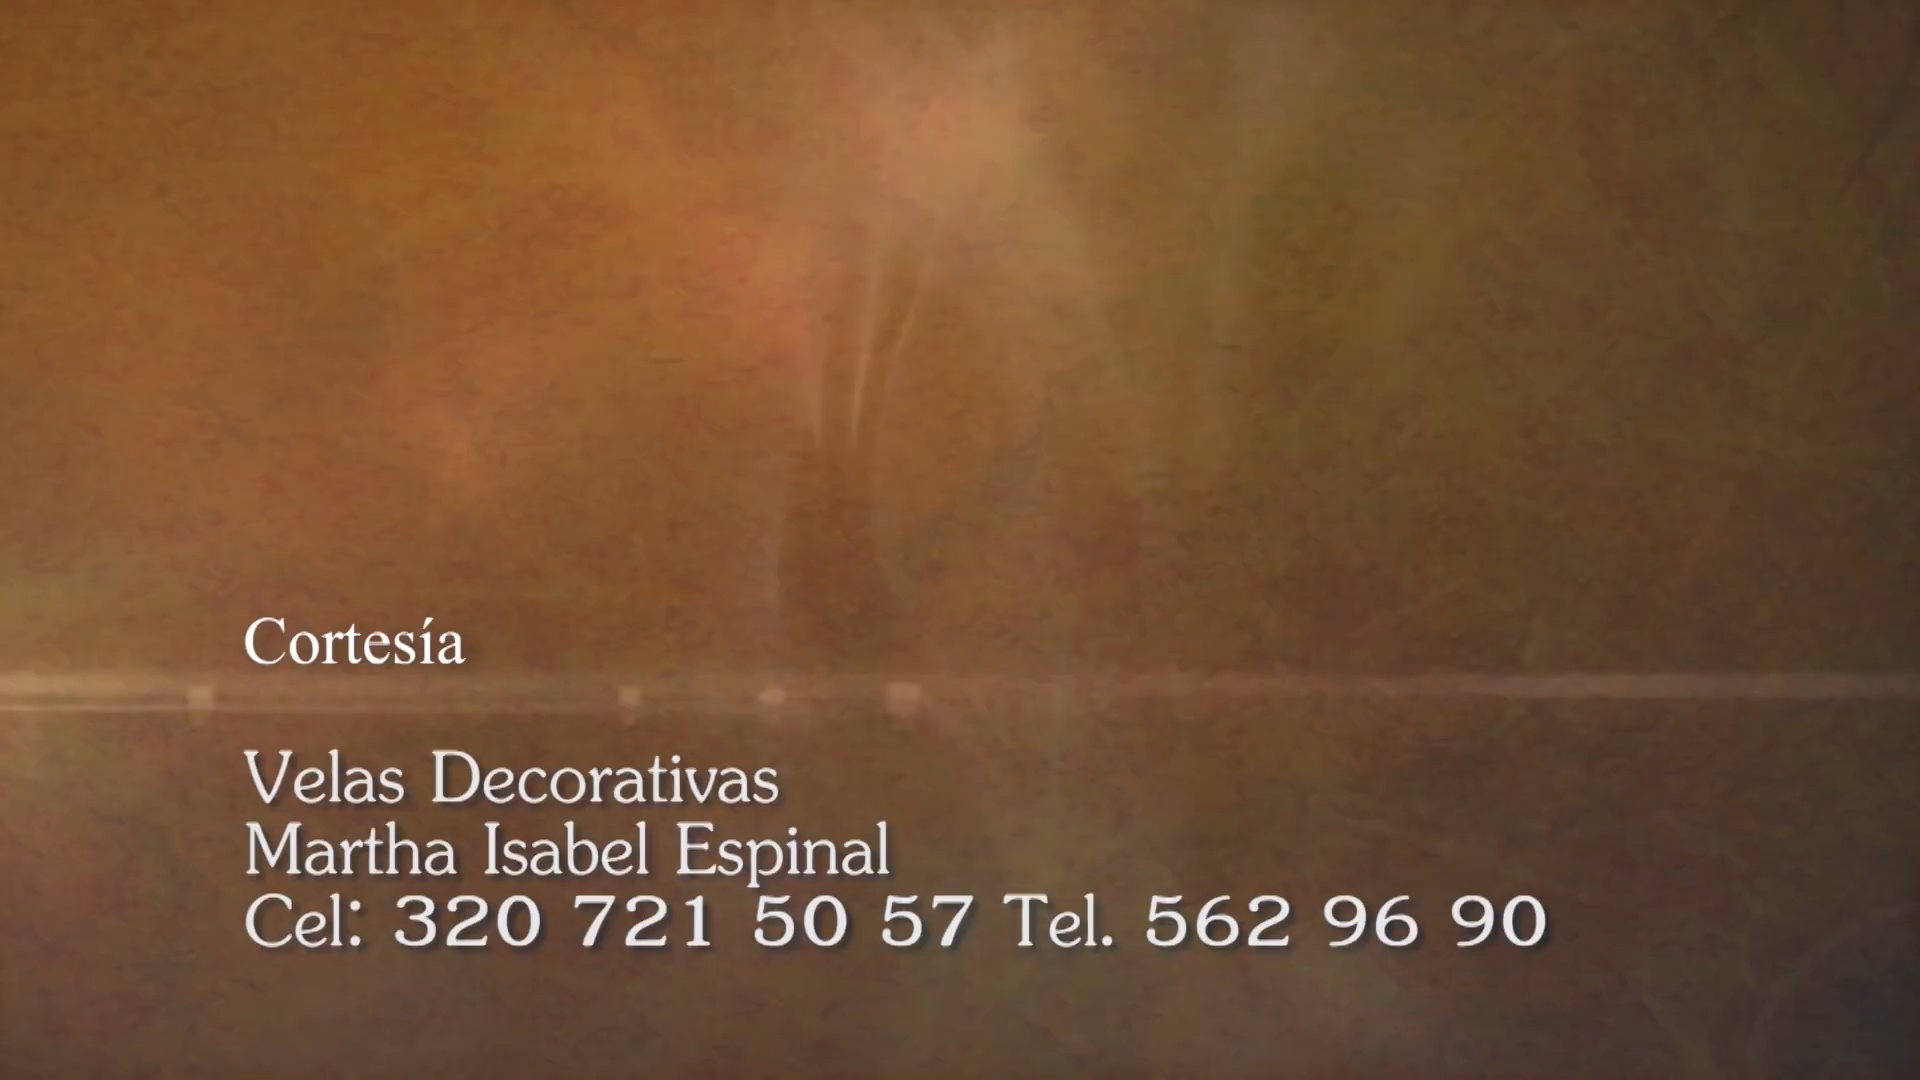 Cortesía
Velas Decorativas
Martha Isabel Espinal
Cel: 320 721 50 57 Tel. 562 96 90